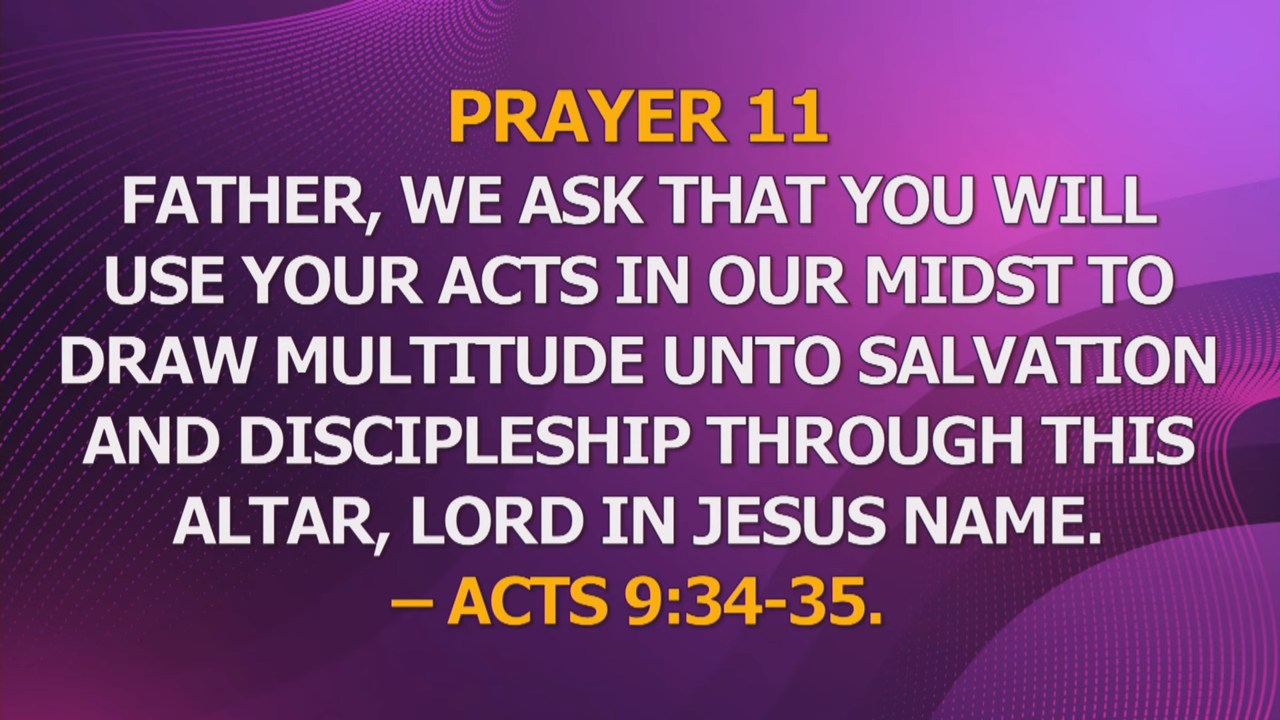 PRAYER 11
FATHER, WE ASK THAT YOU WILL
USE YOUR ACTS IN OUR MIDST TO
DRAW MULTITUDE UNTO SALVATION
AND DISCIPLESHIP THROUGH THIS
ALTAR, LORD IN JESUS NAME.
– ACTS 9:34-35.